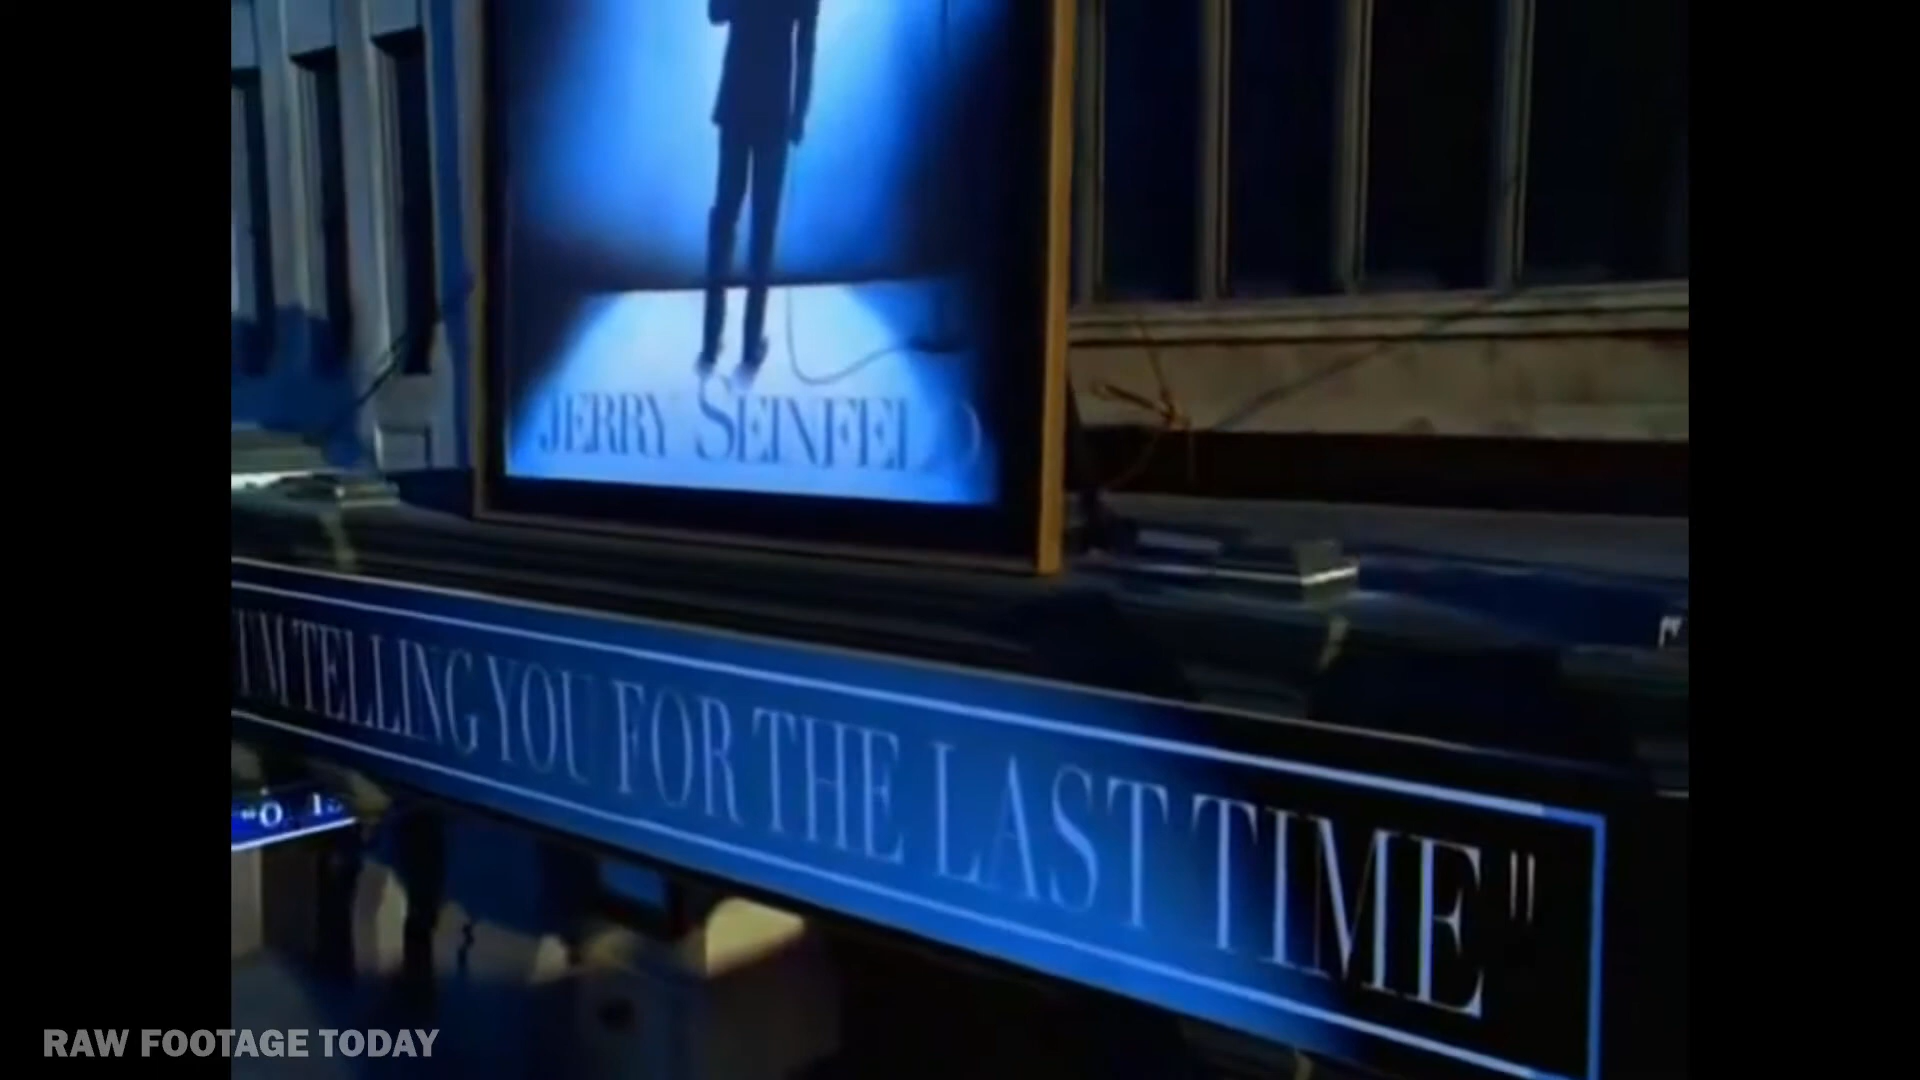 JERRY SEINFELD
"I'M TELLING YOU FOR THE LAST TIME"
RAW FOOTAGE TODAY